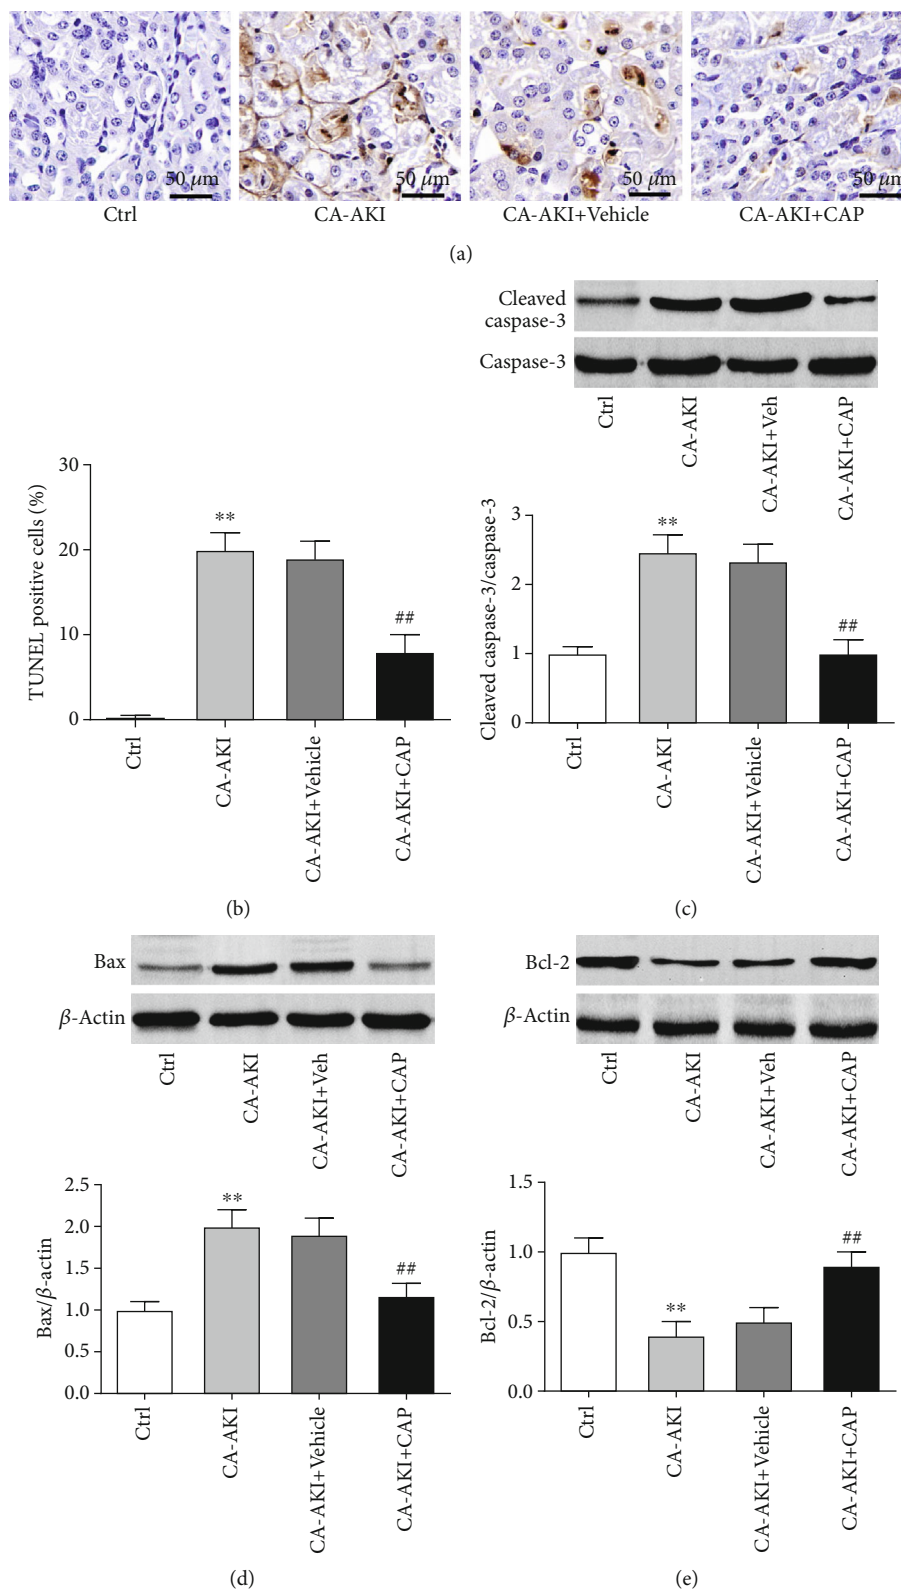 50 μm 50 μm 50 μm 50 μm
Ctrl CA-AKI CA-AKI+Vehicle CA-AKI+CAP
(a)
TUNEL positive cells (%)
30
20
10
0
**
##
Ctrl
CA-AKI
CA-AKI+Vehicle
CA-AKI+CAP
(b)
Cleaved
caspase-3
Caspase-3
Ctrl
CA-AKI
CA-AKI+Veh
CA-AKI+CAP
Cleaved caspase-3/caspase-3
3
2
1
0
**
##
Ctrl
CA-AKI
CA-AKI+Vehicle
CA-AKI+CAP
(c)
Bax
β-Actin
Ctrl
CA-AKI
CA-AKI+Veh
CA-AKI+CAP
Bax/β-actin
2.5
2.0
1.5
1.0
0.5
0.0
**
##
Ctrl
CA-AKI
CA-AKI+Vehicle
CA-AKI+CAP
(d)
Bcl-2
β-Actin
Ctrl
CA-AKI
CA-AKI+Veh
CA-AKI+CAP
Bcl-2/β-actin
1.5
1.0
0.5
0.0
**
##
Ctrl
CA-AKI
CA-AKI+Vehicle
CA-AKI+CAP
(e)